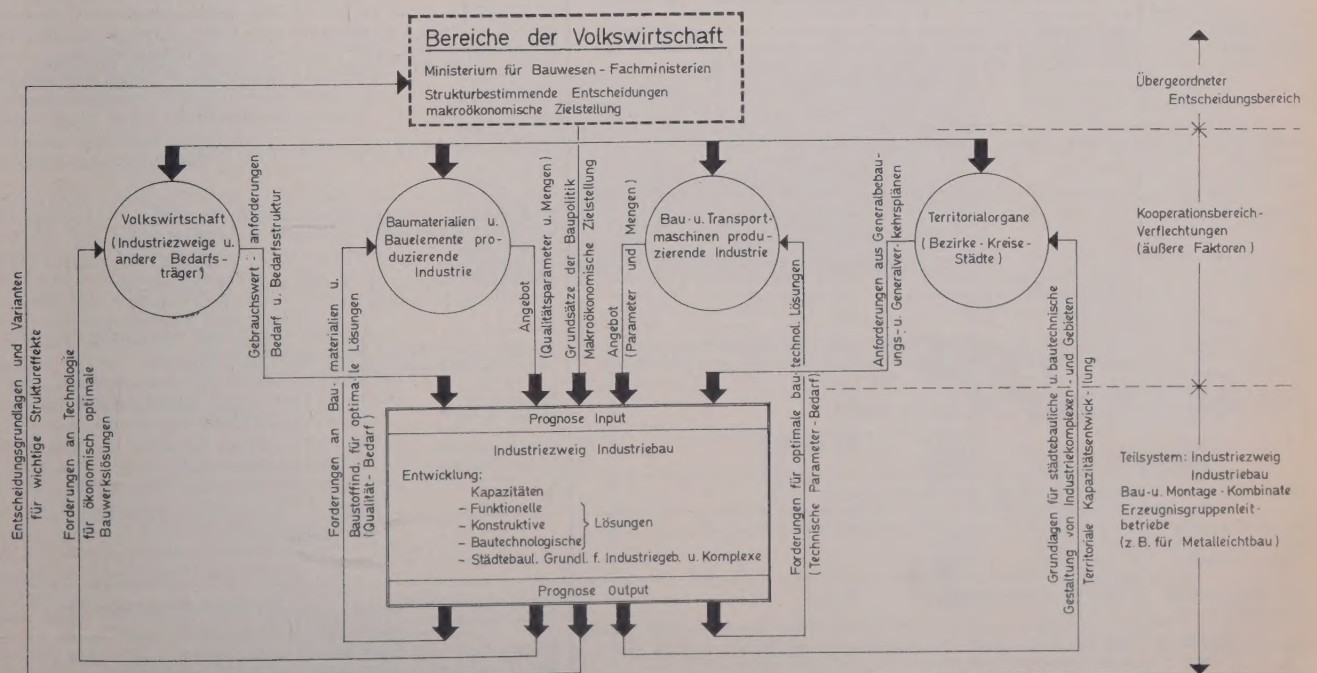 Bereiche der Volkswirtschaft
Ministerium für Bauwesen - Fachministerien
Strukturbestimmende Entscheidungen
makroökonomische Zielstellung
Übergeordneter
Entscheidungsbereich
Volkswirtschaft
(Industriezweige u.
andere Bedarfs-
träger)
Gebrauchswert - anforderungen
Bedarf u. Bedarfsstruktur
Baumaterialien u.
Bauelemente pro-
duzierende
Industrie
Angebot
(Qualitätsparameter u. Mengen)
Grundsätze der Baupolitik
Makroökonomische Zielstellung
Angebot
(Parameter und Mengen)
Bau- u. Transport-
maschinen produ-
zierende Industrie
Anforderungen aus Generalbebau-
ungs- u. Generalverkehrsplänen
Territorialorgane
(Bezirke - Kreise -
Städte)
Kooperationsbereich-
Verflechtungen
(äußere Faktoren)
Entscheidungsgrundlagen und Varianten
für wichtige Struktureffekte
Forderungen an Technologie
für ökonomisch optimale
Bauwerkslösungen
Forderungen an Bau- materialien u.
Baustoffind. für optimale Lösungen
(Qualität - Bedarf)
Prognose Input
Industriezweig Industriebau
Entwicklung:
Kapazitäten
- Funktionelle
- Konstruktive } Lösungen
- Bautechnologische
- Städtebaul. Grundl. f. Industriegeb. u. Komplexe
Prognose Output
Forderungen für optimale bau-technol. Lösungen
(Technische Parameter - Bedarf)
Grundlagen für städtebauliche u. bautechnische
Gestaltung von Industriekomplexen - und Gebieten
Territoriale Kapazitätsentwick - llung
Teilsystem: Industriezweig
Industriebau
Bau- u. Montage - Kombinate
Erzeugnisgruppenleit-
betriebe
(z.B. für Metalleichtbau)